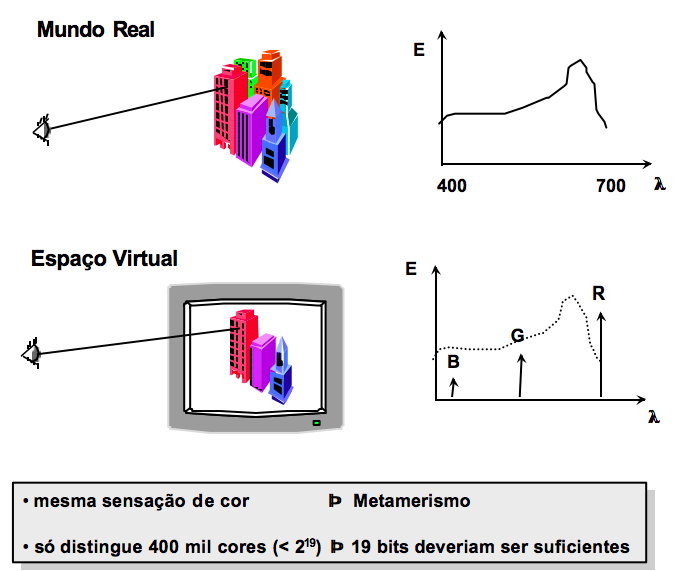 Mundo Real
E
400 700 λ
Espaço Virtual
E
R
G
B
λ
• mesma sensação de cor Þ Metamerismo
• só distingue 400 mil cores (< 2¹⁹) Þ 19 bits deveriam ser suficientes